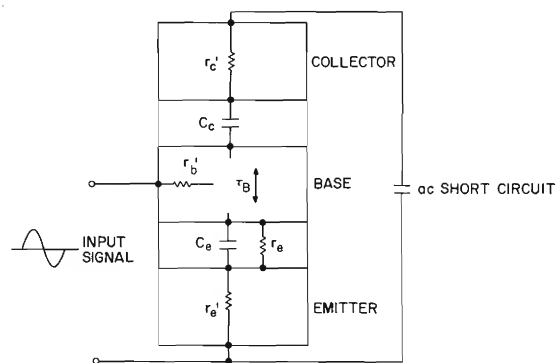 r_c'
COLLECTOR
C_c
r_b'
τ_B
BASE
ac SHORT CIRCUIT
INPUT
SIGNAL
C_e
r_e
r_e'
EMITTER